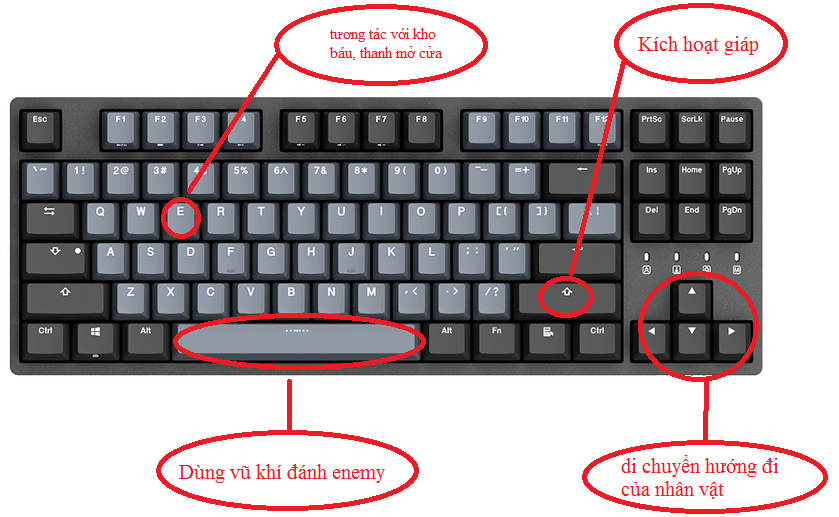 tương tác với kho
báu, thanh mở cửa
Kích hoạt giáp
Esc F1 F2 F3 F4 F5 F6 F7 F8 F9 F10 F11 F12 PrtSc ScrLk Pause
`~ 1! 2@ 3# 4$ 5% 6^ 7& 8* 9( 0) -_ =+ Ins Home PgUp
Q W E R T Y U I O P [{ ]} \| Del End PgDn
A S D F G H J K L ;: '"
A M
Z X C V B N M ,< .> /?
Ctrl Alt Alt Fn Ctrl
Dùng vũ khí đánh enemy
di chuyển hướng đi
của nhân vật